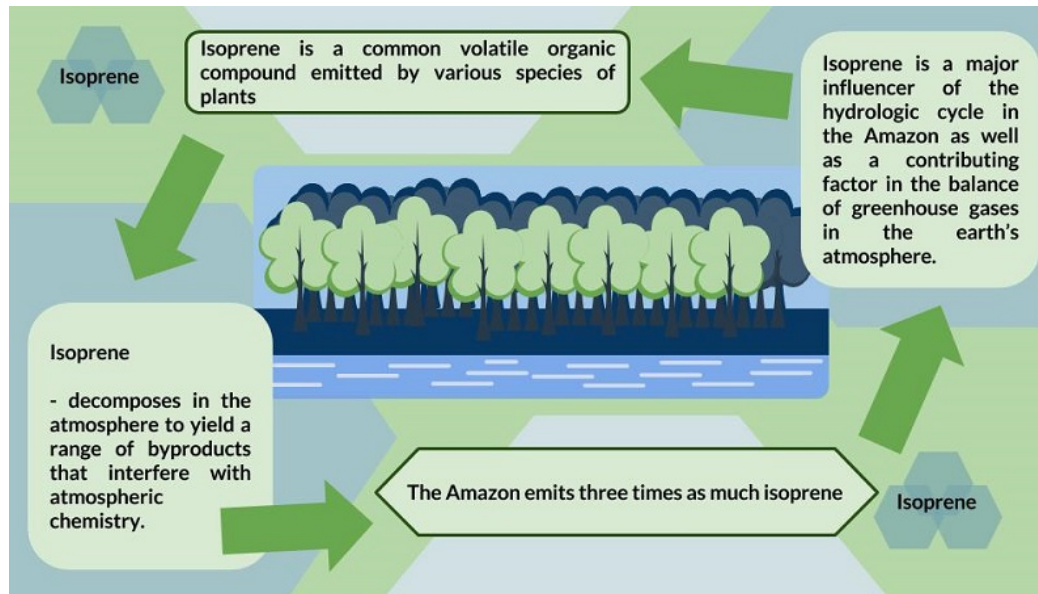 Isoprene
Isoprene is a common volatile organic
compound emitted by various species of
plants
Isoprene is a major
influencer of the
hydrologic cycle in
the Amazon as well
as a contributing
factor in the balance
of greenhouse gases
in the earth's
atmosphere.
Isoprene
- decomposes in the
atmosphere to yield a
range of byproducts
that interfere with
atmospheric
chemistry.
The Amazon emits three times as much isoprene
Isoprene